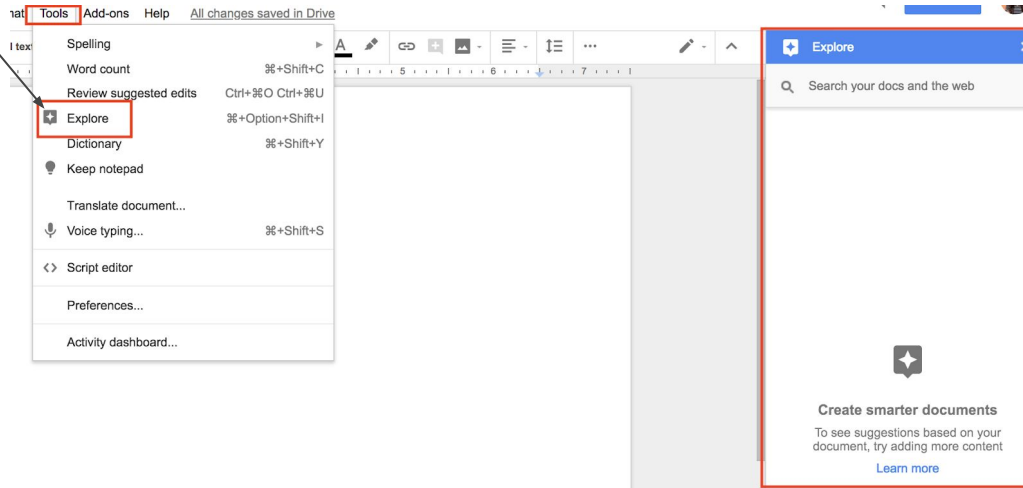 Tools Add-ons Help All changes saved in Drive
Spelling
Word count ⌘+Shift+C
Review suggested edits Ctrl+⌘O Ctrl+⌘U
Explore ⌘+Option+Shift+I
Dictionary ⌘+Shift+Y
Keep notepad
Translate document...
Voice typing... ⌘+Shift+S
Script editor
Preferences...
Activity dashboard...
A
5 6 7
Explore
Search your docs and the web
Create smarter documents
To see suggestions based on your
document, try adding more content
Learn more